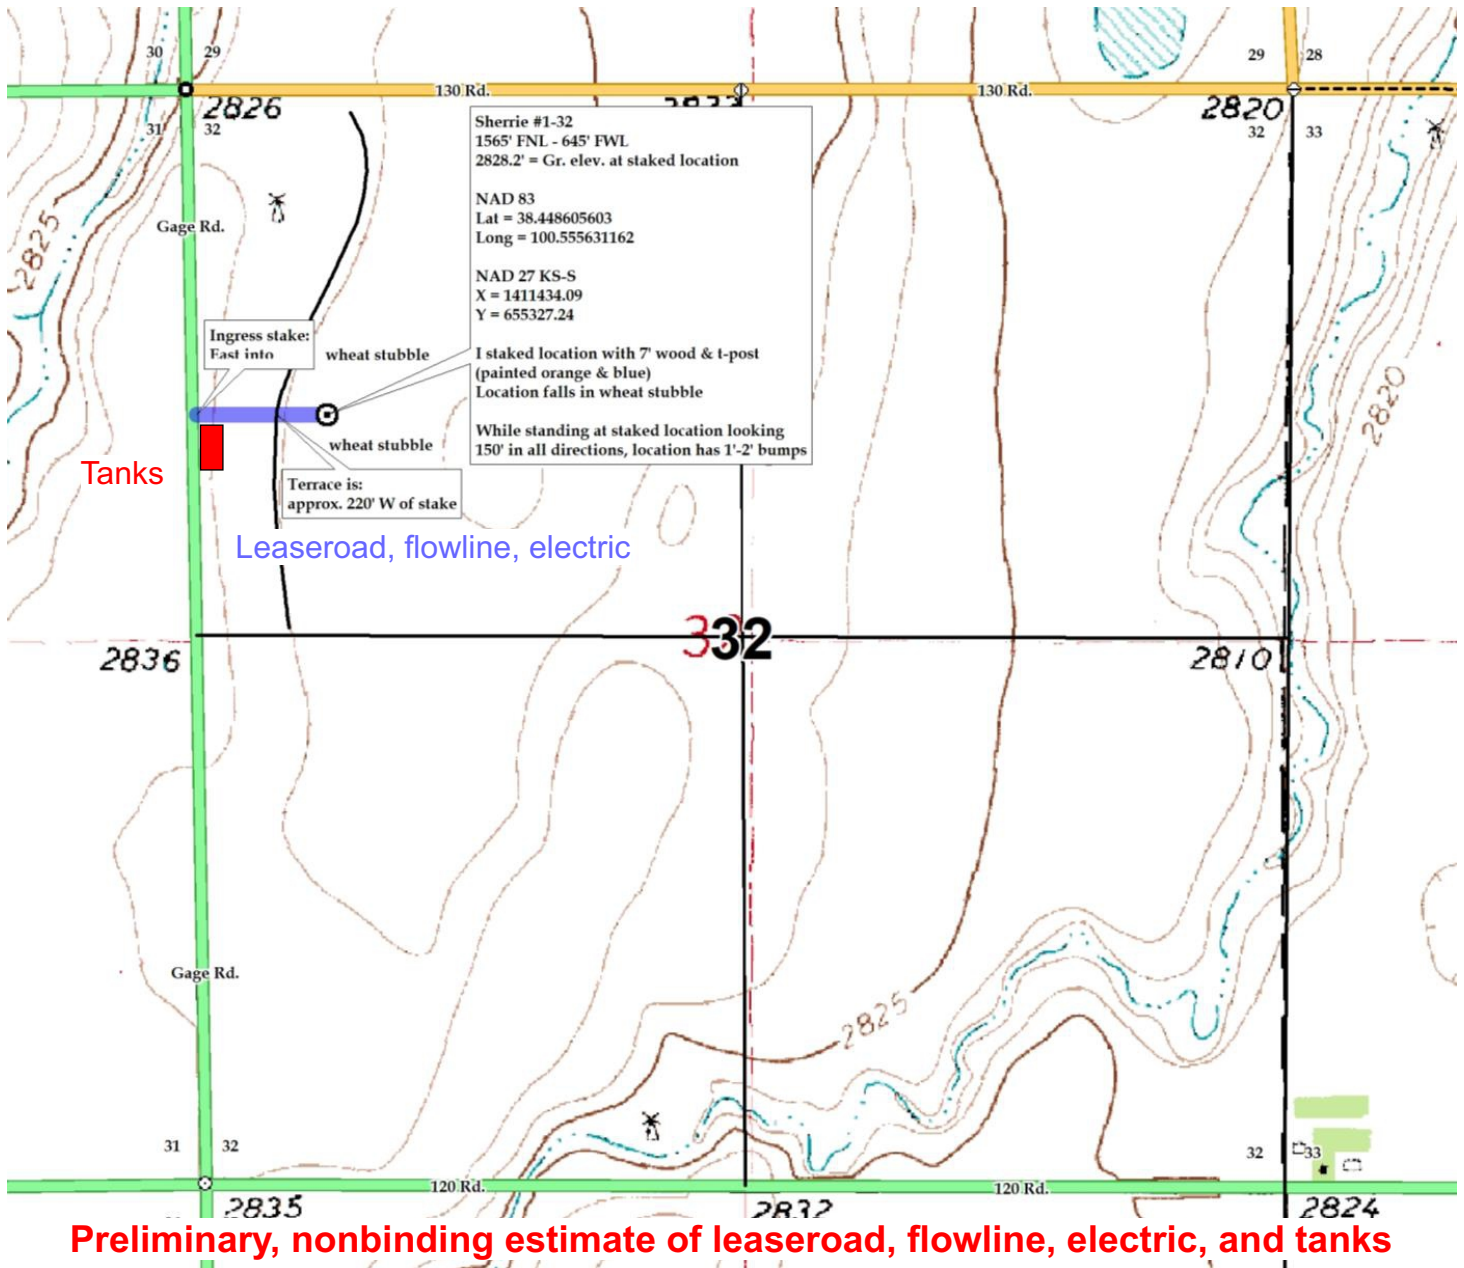 30 29
29 28
130 Rd.
130 Rd.
2826
2820
31 32
32 33
Sherrie #1-32
1565' FNL - 645' FWL
2828.2' = Gr. elev. at staked location
NAD 83
Lat = 38.448605603
Long = 100.555631162
NAD 27 KS-S
X = 1411434.09
Y = 655327.24
I staked location with 7' wood & t-post
(painted orange & blue)
Location falls in wheat stubble
While standing at staked location looking
150' in all directions, location has 1'-2' bumps
Gage Rd.
2825
Ingress stake:
East into
wheat stubble
2820
wheat stubble
Tanks
Terrace is:
approx. 220' W of stake
Leaseroad, flowline, electric
32
2836
2810
Gage Rd.
2825
31 32
32 33
120 Rd.
120 Rd.
2835
2832
2824
Preliminary, nonbinding estimate of leaseroad, flowline, electric, and tanks